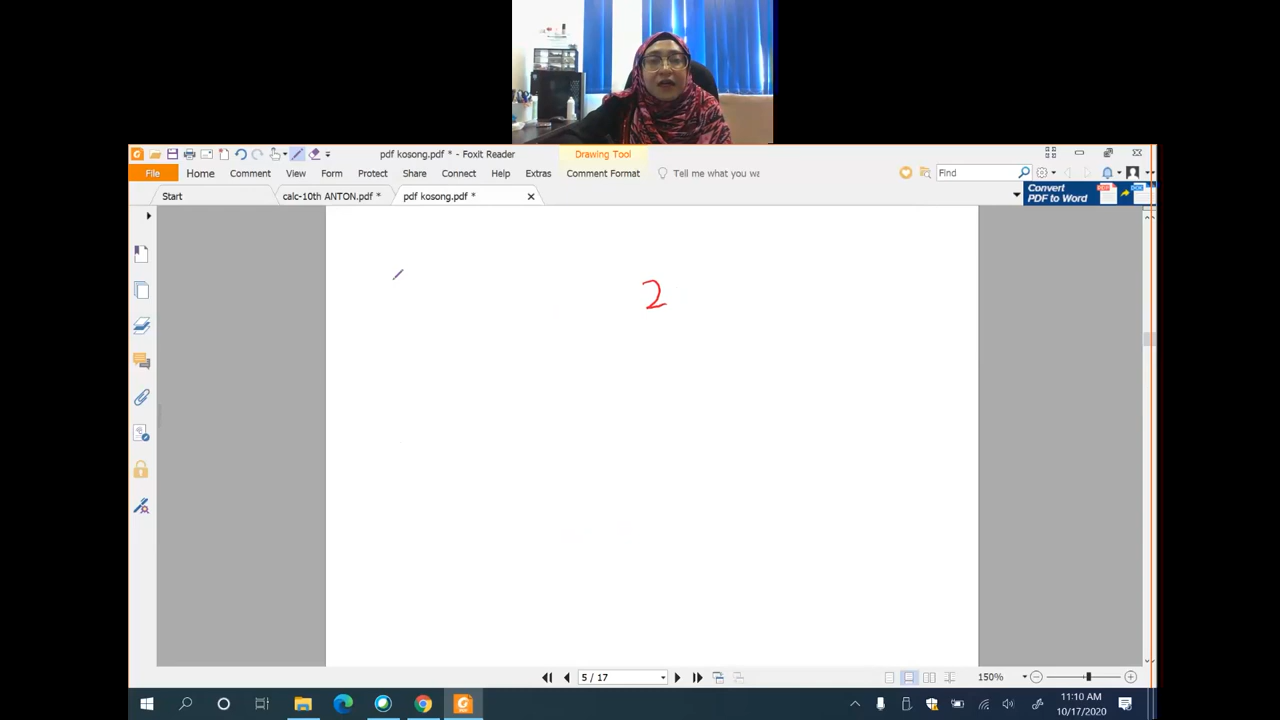 pdf kosong.pdf * - Foxit Reader
Drawing Tool
File Home Comment View Form Protect Share Connect Help Extras Comment Format Tell me what you wa Find
Start calc-10th ANTON.pdf * pdf kosong.pdf *
Convert
PDF to Word
2
5 / 17
150%
11:10 AM
10/17/2020